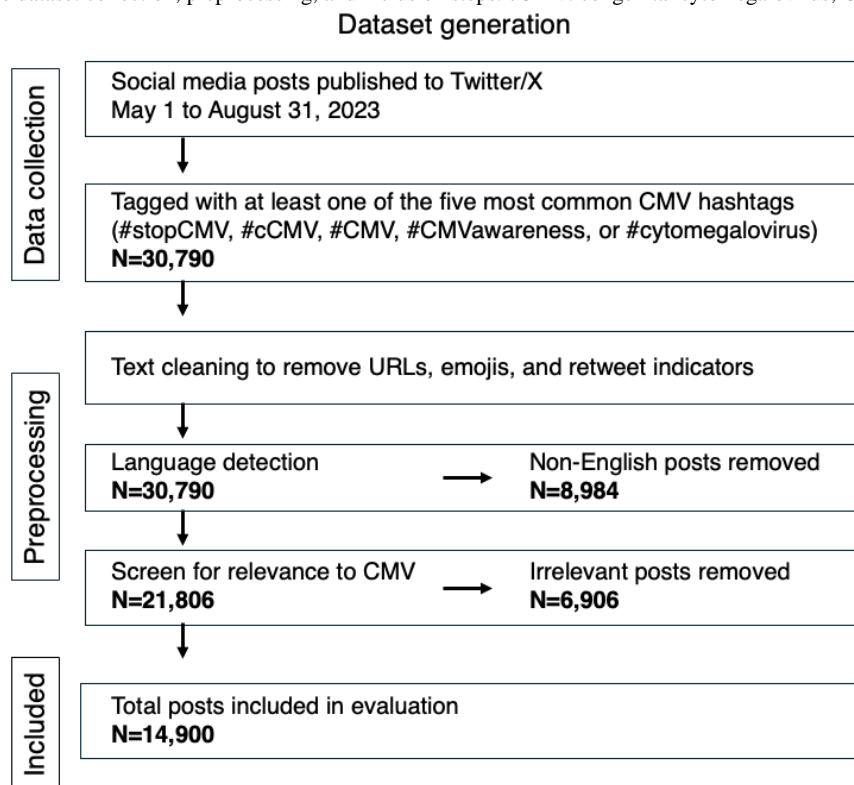 Dataset generation
Data collection
Social media posts published to Twitter/X
May 1 to August 31, 2023
Tagged with at least one of the five most common CMV hashtags
(#stopCMV, #cCMV, #CMV, #CMVawareness, or #cytomegalovirus)
N=30,790
Preprocessing
Text cleaning to remove URLs, emojis, and retweet indicators
Language detection
N=30,790
Non-English posts removed
N=8,984
Screen for relevance to CMV
N=21,806
Irrelevant posts removed
N=6,906
Included
Total posts included in evaluation
N=14,900